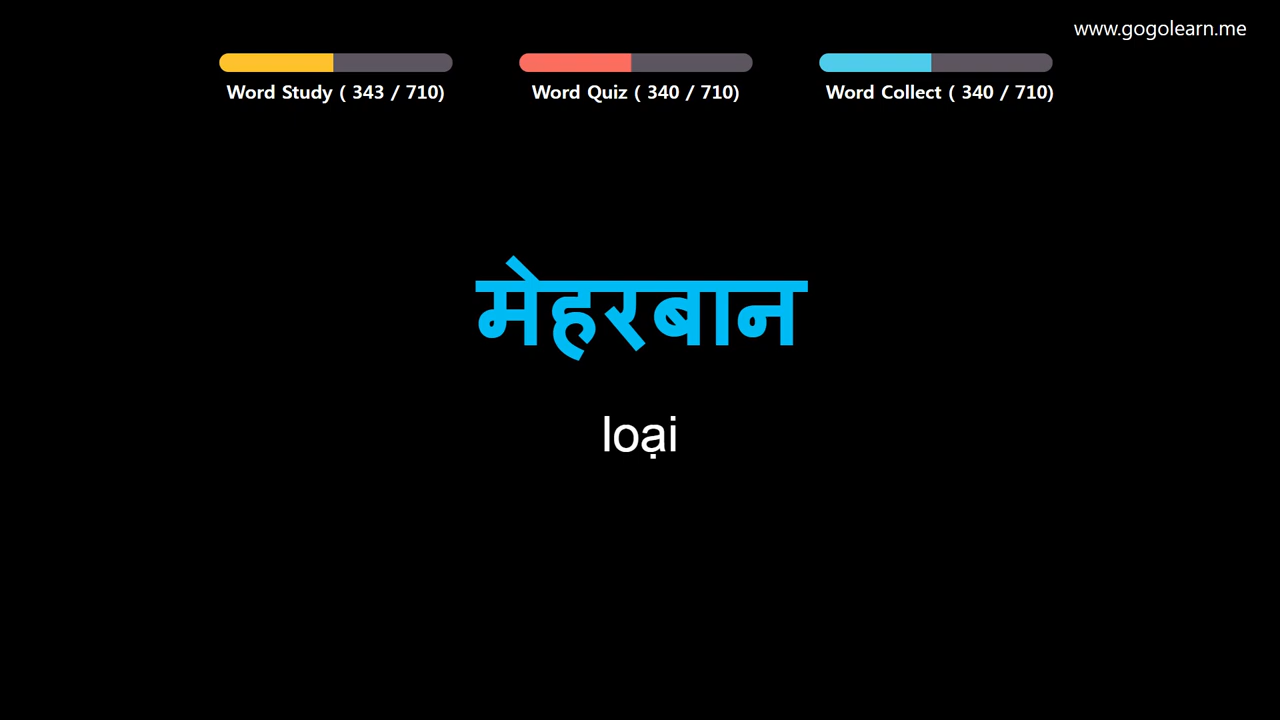 www.gogolearn.me
Word Study ( 343 / 710)
Word Quiz ( 340 / 710)
Word Collect ( 340 / 710)
मेहरबान
loại